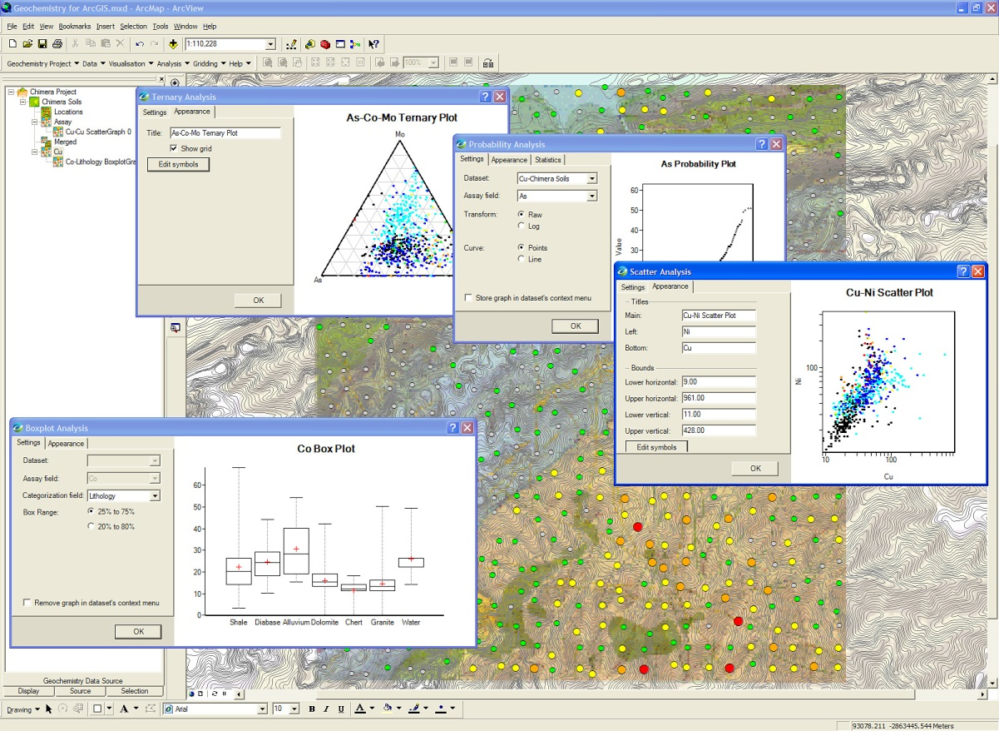 Geochemistry for ArcGIS.mxd - ArcMap - ArcView
File Edit View Bookmarks Insert Selection Tools Window Help
1:110,228
Geochemistry Project Data Visualisation Analysis Gridding Help 100%
Chimera Project
Chimera Soils
Locations
Assay
Cu-Cu ScatterGraph 0
Merged
Cu
Co-Lithology BoxplotGra
Geochemistry Data Source
Display Source Selection
Ternary Analysis
Settings Appearance
Title: As-Co-Mo Ternary Plot
Show grid
Edit symbols
OK
As-Co-Mo Ternary Plot
Mo
As
Probability Analysis
Settings Appearance Statistics
Dataset: Cu-Chimera Soils
Assay field: As
Transform: Raw
Log
Curve: Points
Line
Store graph in dataset's context menu
OK
As Probability Plot
60
50
40
30
Value
Scatter Analysis
Settings Appearance
Titles
Main: Cu-Ni Scatter Plot
Left: Ni
Bottom: Cu
Bounds
Lower horizontal: 9.00
Upper horizontal: 961.00
Lower vertical: 11.00
Upper vertical: 428.00
Edit symbols
OK
Cu-Ni Scatter Plot
100
Ni
10 100
Cu
Boxplot Analysis
Settings Appearance
Dataset:
Assay field: Co
Categorization field: Lithology
Box Range: 25% to 75%
20% to 80%
Remove graph in dataset's context menu
OK
Co Box Plot
60
50
40
30
20
10
0
Shale Diabase Alluvium Dolomite Chert Granite Water
Drawing A Arial 10 B I U A
93078.211 -2863445.544 Meters